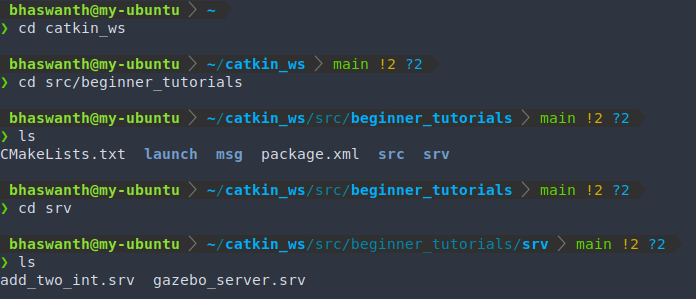 bhaswanth@my-ubuntu > ~
❯ cd catkin_ws
bhaswanth@my-ubuntu > ~/catkin_ws > main !2 ?2
❯ cd src/beginner_tutorials
bhaswanth@my-ubuntu > ~/catkin_ws/src/beginner_tutorials > main !2 ?2
❯ ls
CMakeLists.txt launch msg package.xml src srv
bhaswanth@my-ubuntu > ~/catkin_ws/src/beginner_tutorials > main !2 ?2
❯ cd srv
bhaswanth@my-ubuntu > ~/catkin_ws/src/beginner_tutorials/srv > main !2 ?2
❯ ls
add_two_int.srv gazebo_server.srv